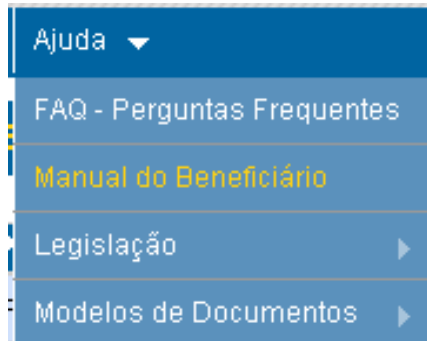 Ajuda
FAQ - Perguntas Frequentes
Manual do Beneficiário
Legislação
Modelos de Documentos